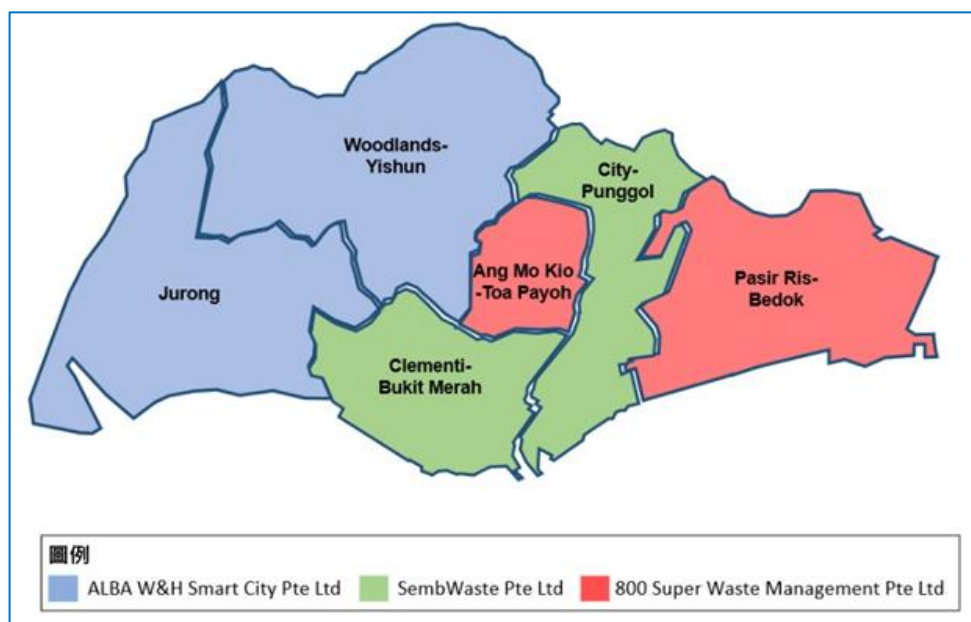 Woodlands-
Yishun
City-
Punggol
Ang Mo Kio
-Toa Payoh
Pasir Ris-
Bedok
Jurong
Clementi-
Bukit Merah
圖例
ALBA W&H Smart City Pte Ltd
SembWaste Pte Ltd
800 Super Waste Management Pte Ltd